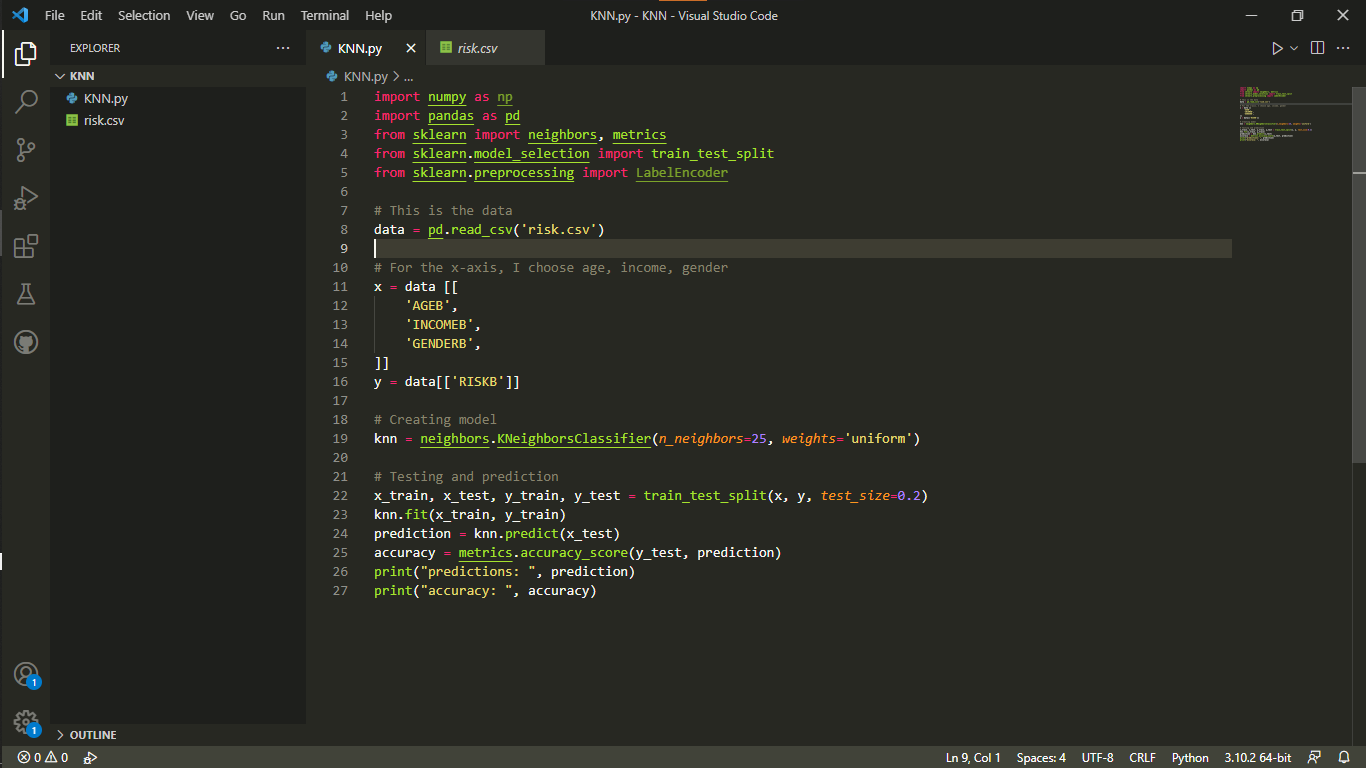 File Edit Selection View Go Run Terminal Help KNN.py - KNN - Visual Studio Code
EXPLORER ... KNN.py risk.csv
KNN KNN.py > ...
KNN.py
risk.csv
1 import numpy as np
2 import pandas as pd
3 from sklearn import neighbors, metrics
4 from sklearn.model_selection import train_test_split
5 from sklearn.preprocessing import LabelEncoder
6
7 # This is the data
8 data = pd.read_csv('risk.csv')
9
10 # For the x-axis, I choose age, income, gender
11 x = data [[
12     'AGEB',
13     'INCOMEB',
14     'GENDERB',
15 ]]
16 y = data[['RISKB']]
17
18 # Creating model
19 knn = neighbors.KNeighborsClassifier(n_neighbors=25, weights='uniform')
20
21 # Testing and prediction
22 x_train, x_test, y_train, y_test = train_test_split(x, y, test_size=0.2)
23 knn.fit(x_train, y_train)
24 prediction = knn.predict(x_test)
25 accuracy = metrics.accuracy_score(y_test, prediction)
26 print("predictions: ", prediction)
27 print("accuracy: ", accuracy)
1
1
OUTLINE
0 0 Ln 9, Col 1 Spaces: 4 UTF-8 CRLF Python 3.10.2 64-bit